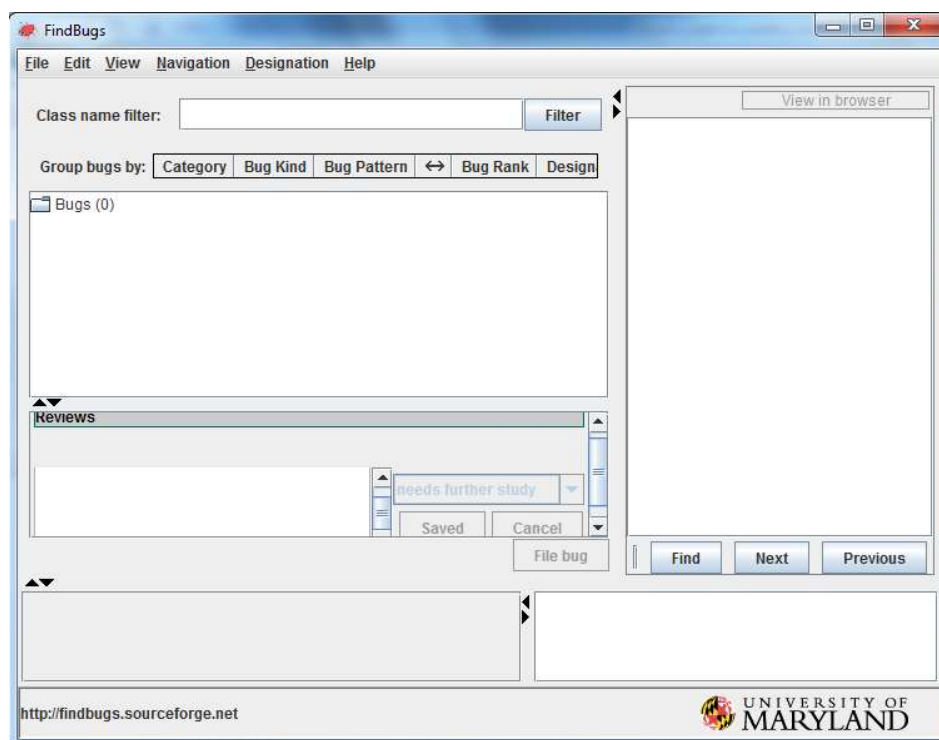 FindBugs
File Edit View Navigation Designation Help
Class name filter: Filter
Group bugs by: Category Bug Kind Bug Pattern ↔ Bug Rank Design
Bugs (0)
Reviews
needs further study
Saved Cancel
File bug
View in browser
Find Next Previous
http://findbugs.sourceforge.net
UNIVERSITY OF
MARYLAND